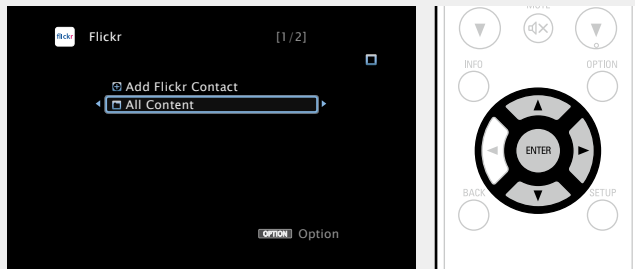 flickr Flickr [1/2]
Add Flickr Contact
All Content
OPTION Option
MUTE
INFO OPTION
ENTER
BACK SETUP